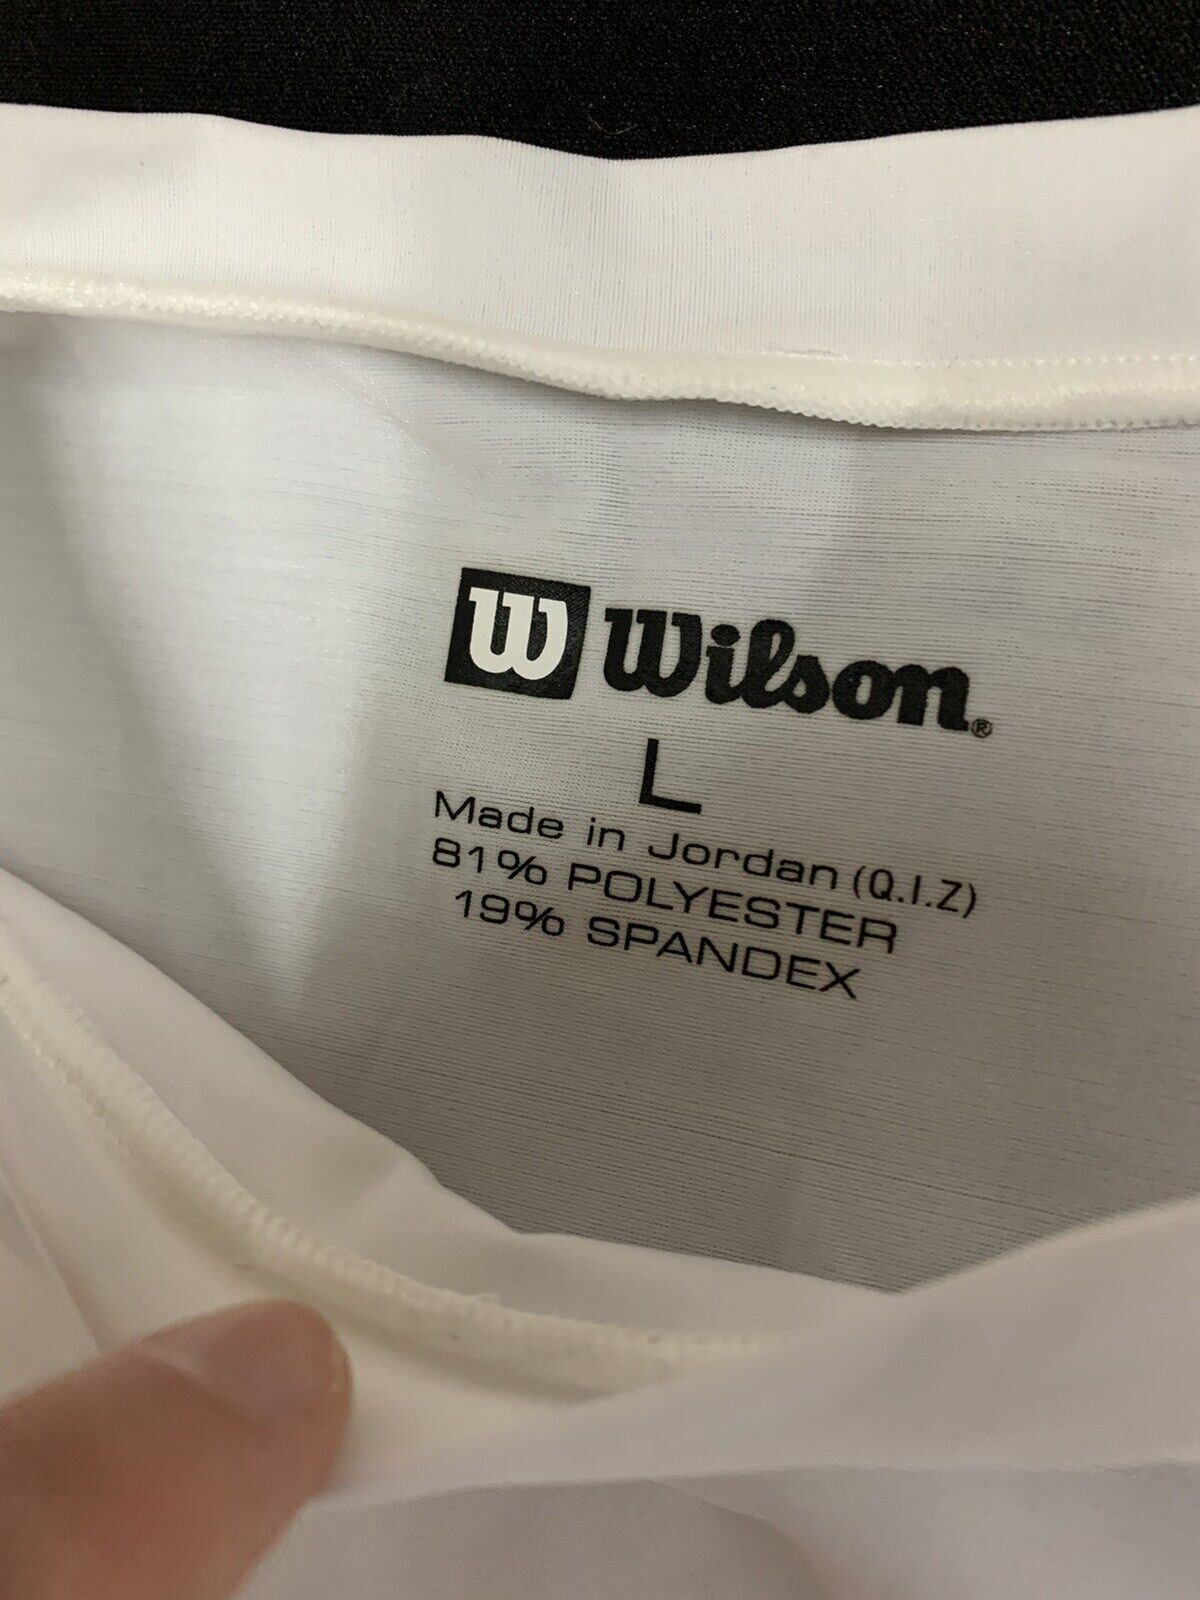 W Wilson®
L
Made in Jordan (Q.I.Z)
81% POLYESTER
19% SPANDEX